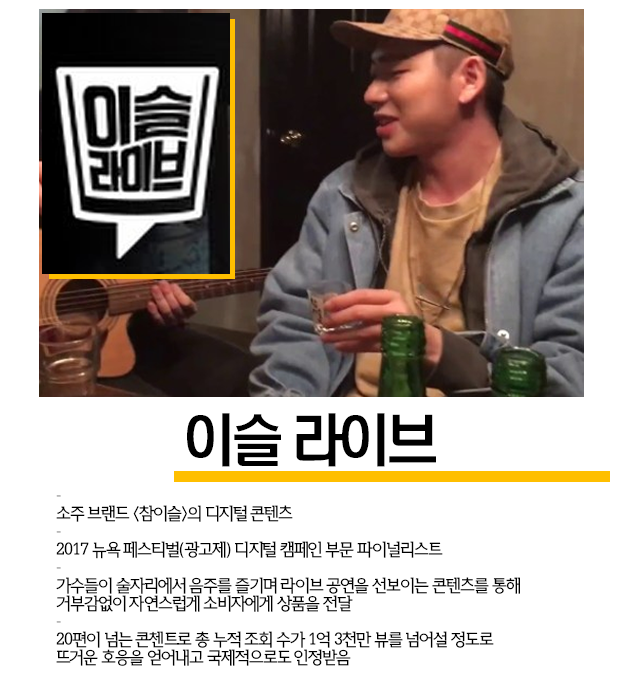 이슬
라이브
이슬 라이브
-
소주 브랜드 <참이슬>의 디지털 콘텐츠
-
2017 뉴욕 페스티벌(광고제) 디지털 캠페인 부문 파이널리스트
-
가수들이 술자리에서 음주를 즐기며 라이브 공연을 선보이는 콘텐츠를 통해
거부감없이 자연스럽게 소비자에게 상품을 전달
-
20편이 넘는 콘첸트로 총 누적 조회 수가 1억 3천만 뷰를 넘어설 정도로
뜨거운 호응을 얻어내고 국제적으로도 인정받음